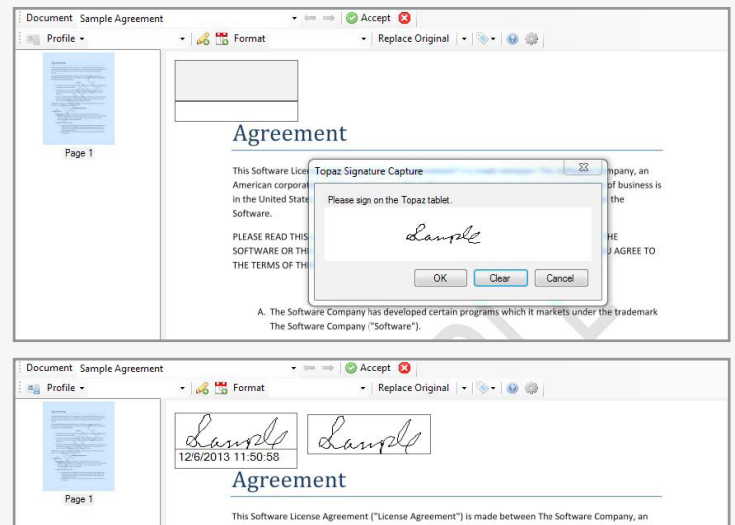 Document Sample Agreement Accept
Profile Format Replace Original
Page 1
Agreement
This Software Licen
American corporat
in the United State
Software.
PLEASE READ THIS
SOFTWARE OR TH
THE TERMS OF TH
Topaz Signature Capture
Please sign on the Topaz tablet.
Sample
OK Clear Cancel
mpany, an
of business is
the
HE
U AGREE TO
A. The Software Company has developed certain programs which it markets under the trademark
The Software Company ("Software").
Document Sample Agreement Accept
Profile Format Replace Original
Page 1
Sample Sample
12/6/2013 11:50:58
Agreement
This Software License Agreement ("License Agreement") is made between The Software Company, an